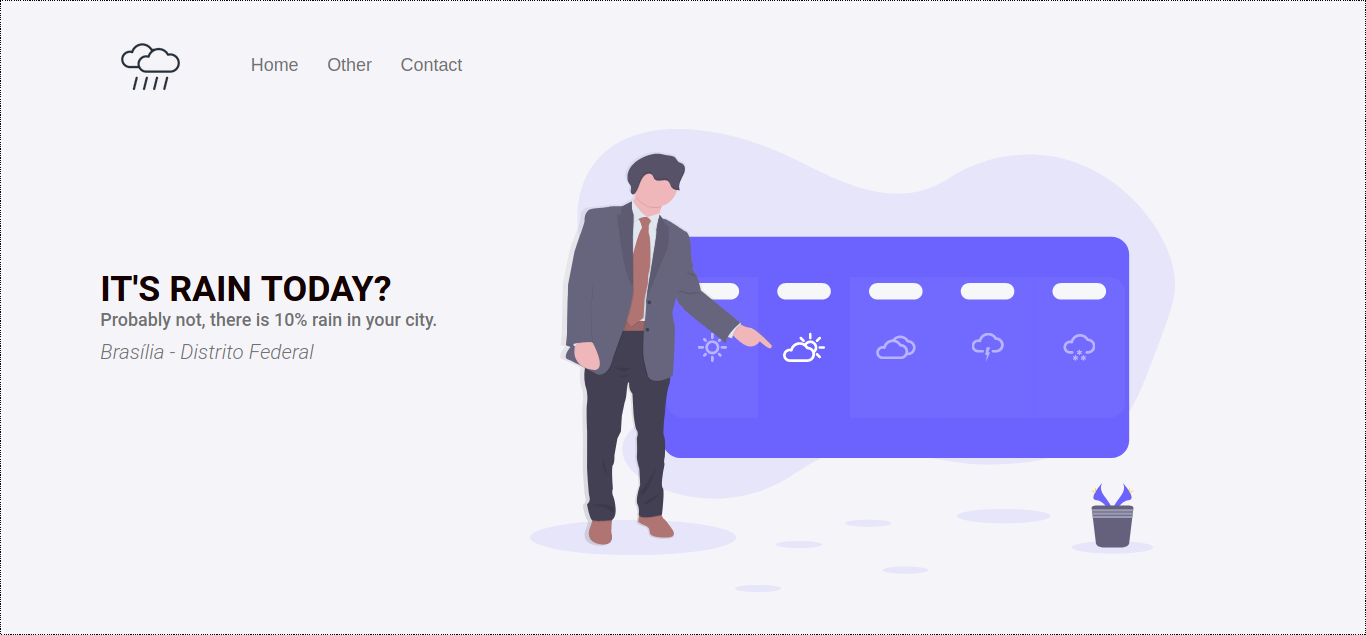 Home Other Contact
IT'S RAIN TODAY?
Probably not, there is 10% rain in your city.
Brasília - Distrito Federal